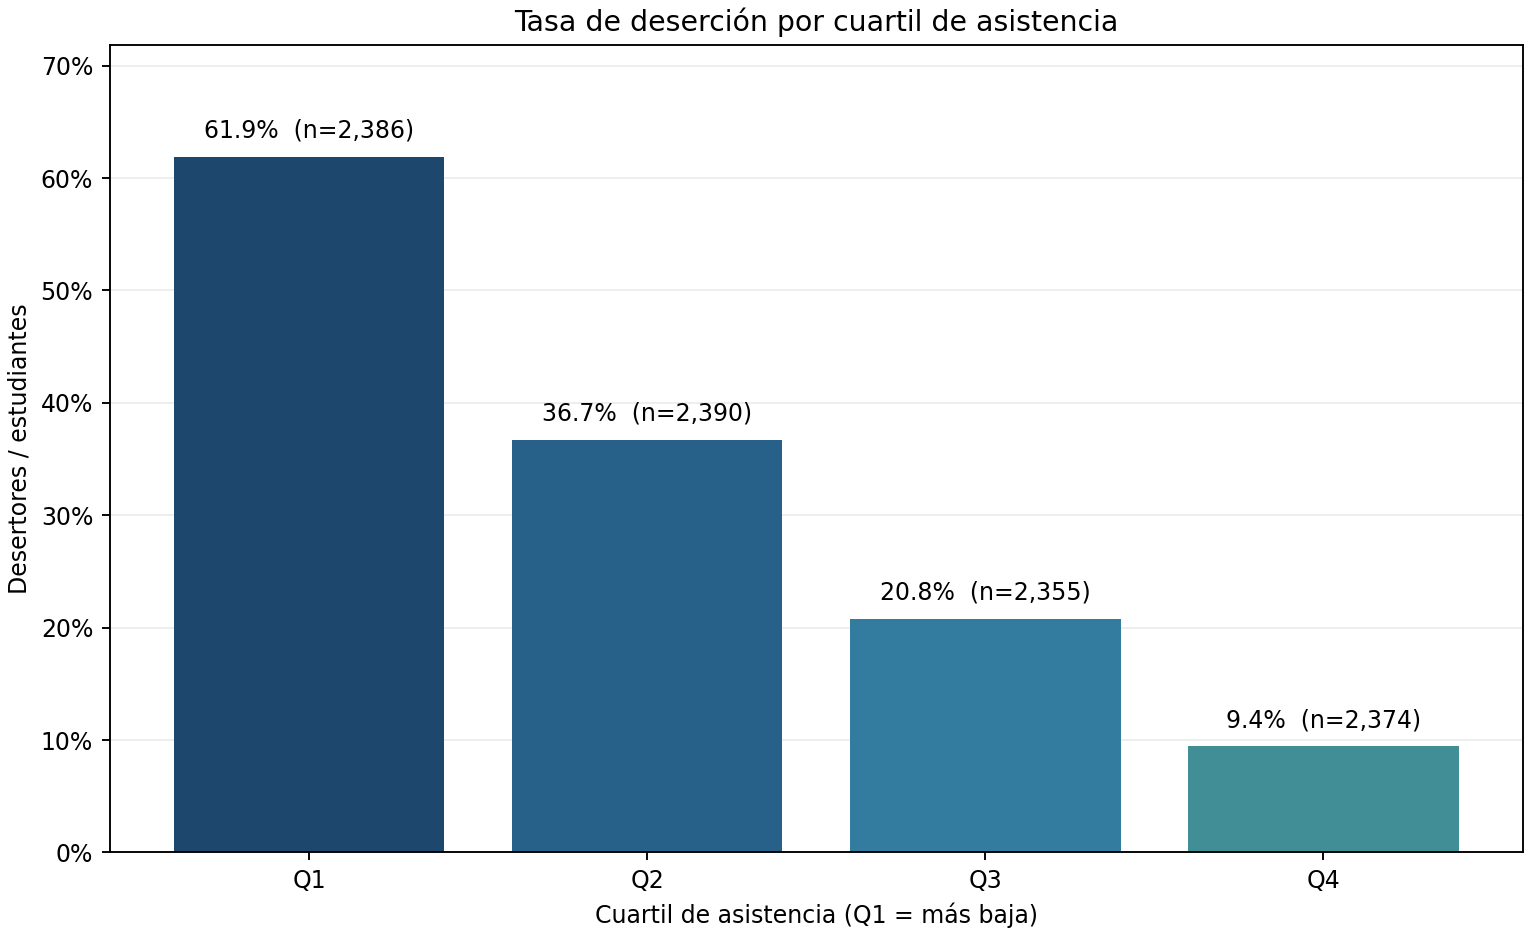 Tasa de deserción por cuartil de asistencia
70%
60%
50%
40%
30%
20%
10%
0%
Desertores / estudiantes
61.9%  (n=2,386)
36.7%  (n=2,390)
20.8%  (n=2,355)
9.4%  (n=2,374)
Q1
Q2
Q3
Q4
Cuartil de asistencia (Q1 = más baja)